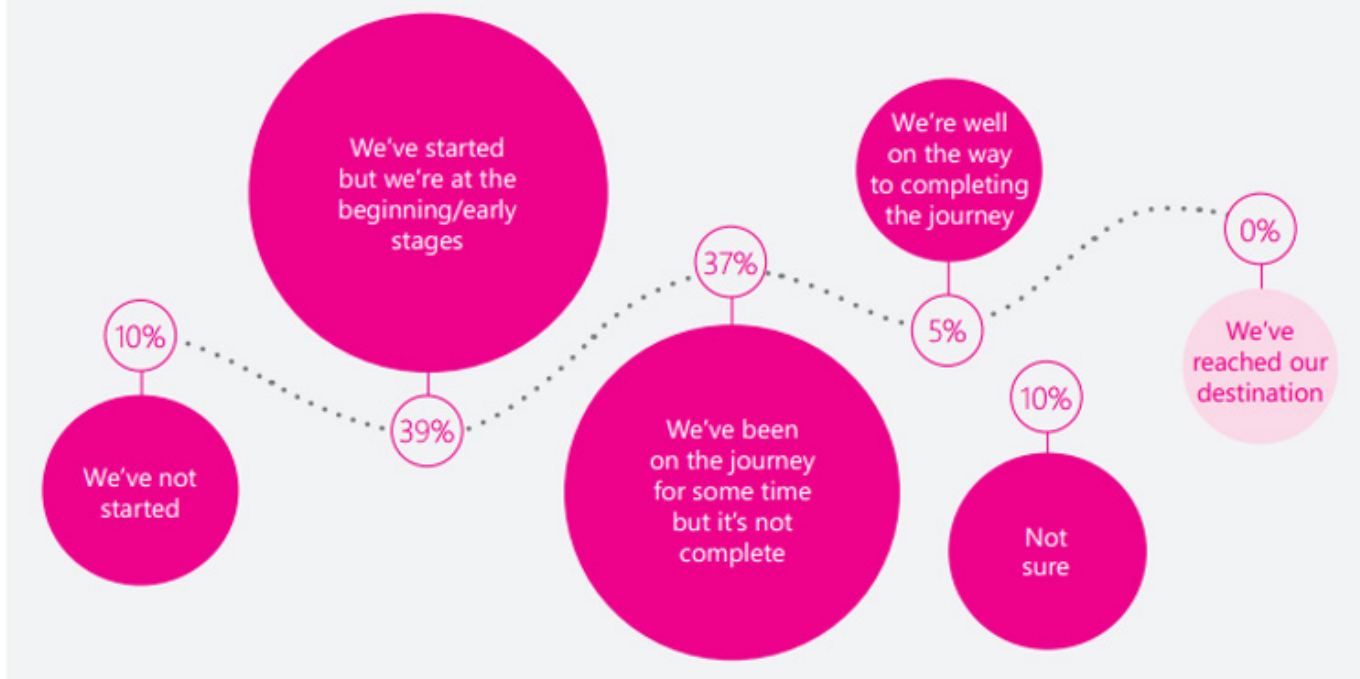 10%
We've not
started
We've started
but we're at the
beginning/early
stages
39%
37%
We've been
on the journey
for some time
but it's not
complete
We're well
on the way
to completing
the journey
5%
10%
Not
sure
0%
We've
reached our
destination